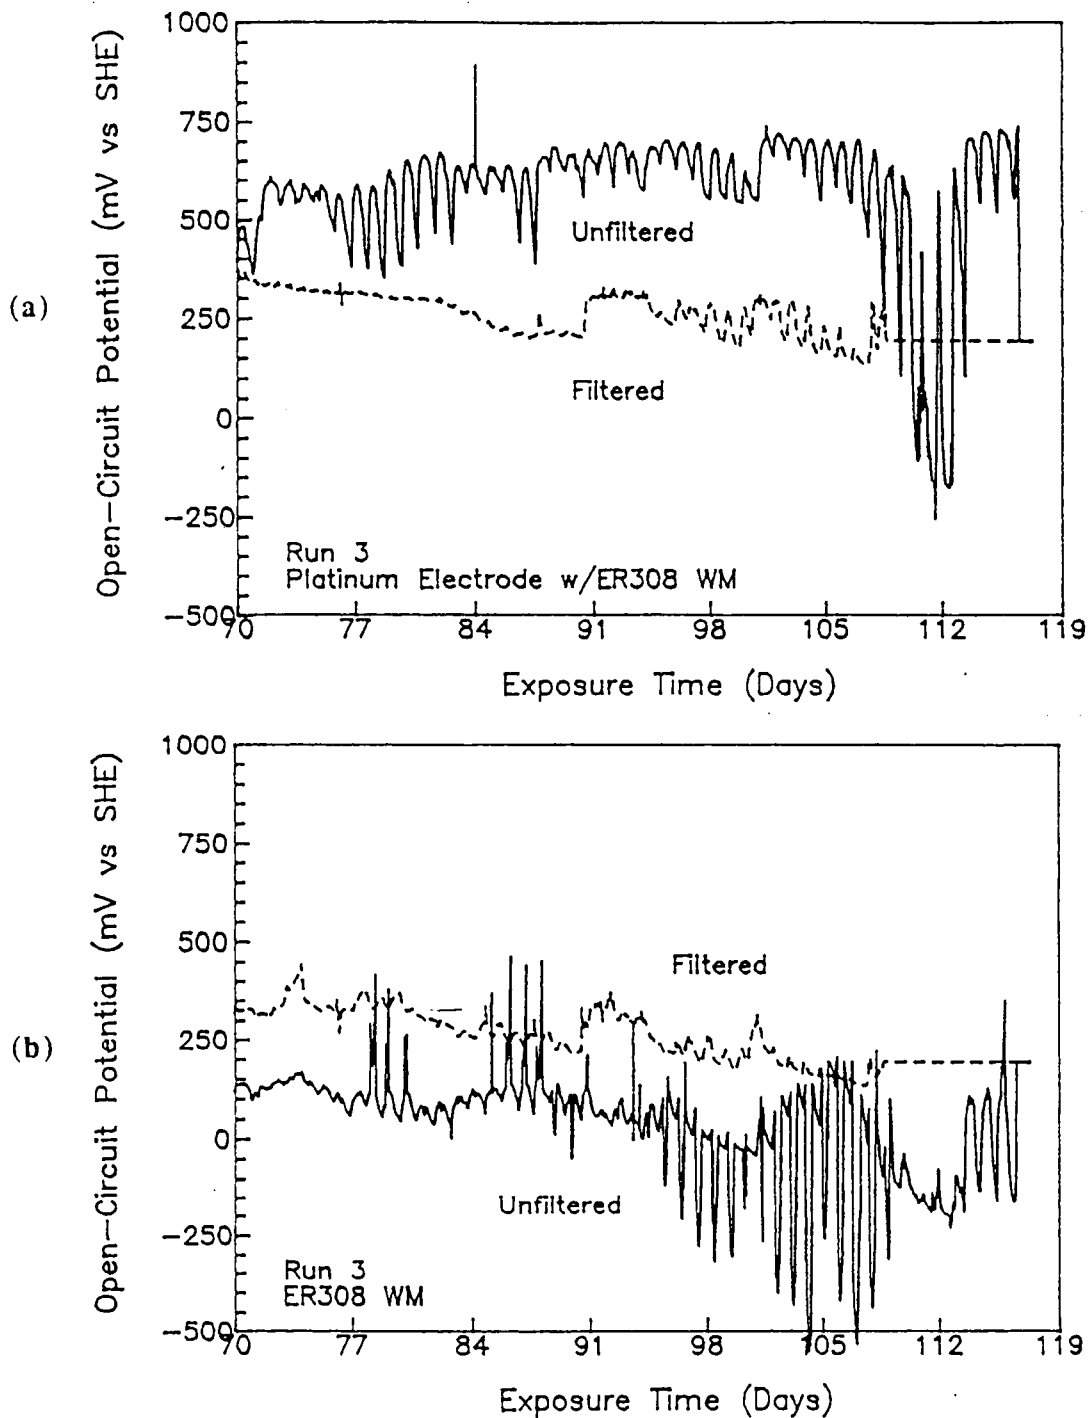 (a)
Open-Circuit Potential (mV vs SHE)
1000
750
500
250
0
-250
-500
Unfiltered
Filtered
Run 3
Platinum Electrode w/ER308 WM
70 77 84 91 98 105 112 119
Exposure Time (Days)
(b)
Open-Circuit Potential (mV vs SHE)
1000
750
500
250
0
-250
-500
Filtered
Unfiltered
Run 3
ER308 WM
70 77 84 91 98 105 112 119
Exposure Time (Days)